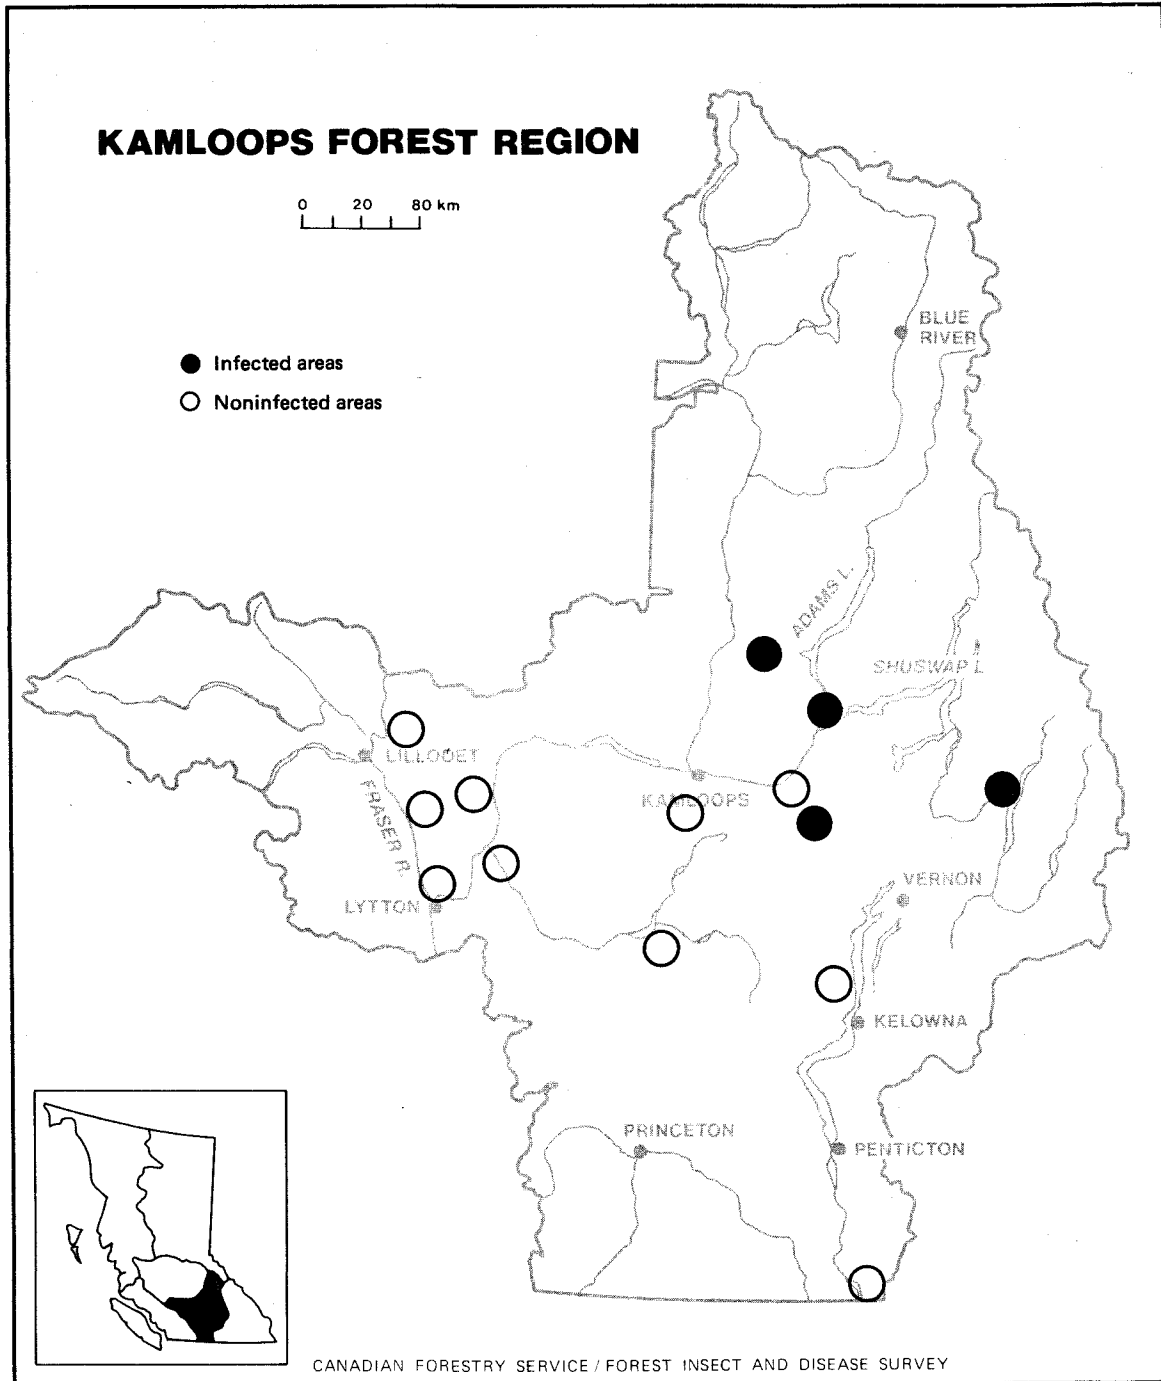 KAMLOOPS FOREST REGION
0 20 80 km
Infected areas
Noninfected areas
BLUE
RIVER
ADAMS L.
SHUSWAP L
LILLOOET
KAMLOOPS
FRASER R.
VERNON
LYTTON
KELOWNA
PRINCETON
PENTICTON
CANADIAN FORESTRY SERVICE / FOREST INSECT AND DISEASE SURVEY